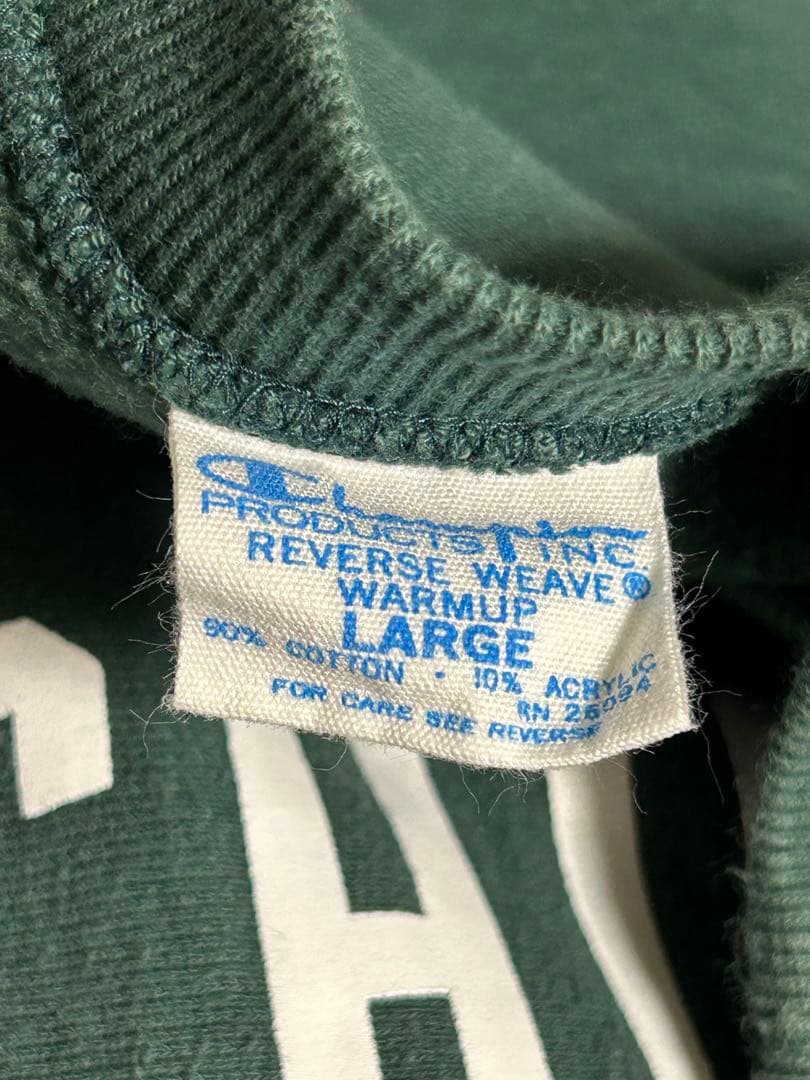 Champion
PRODUCTS INC.
REVERSE WEAVE®
WARMUP
LARGE
90% COTTON - 10% ACRYLIC
RN 26094
FOR CARE SEE REVERSE